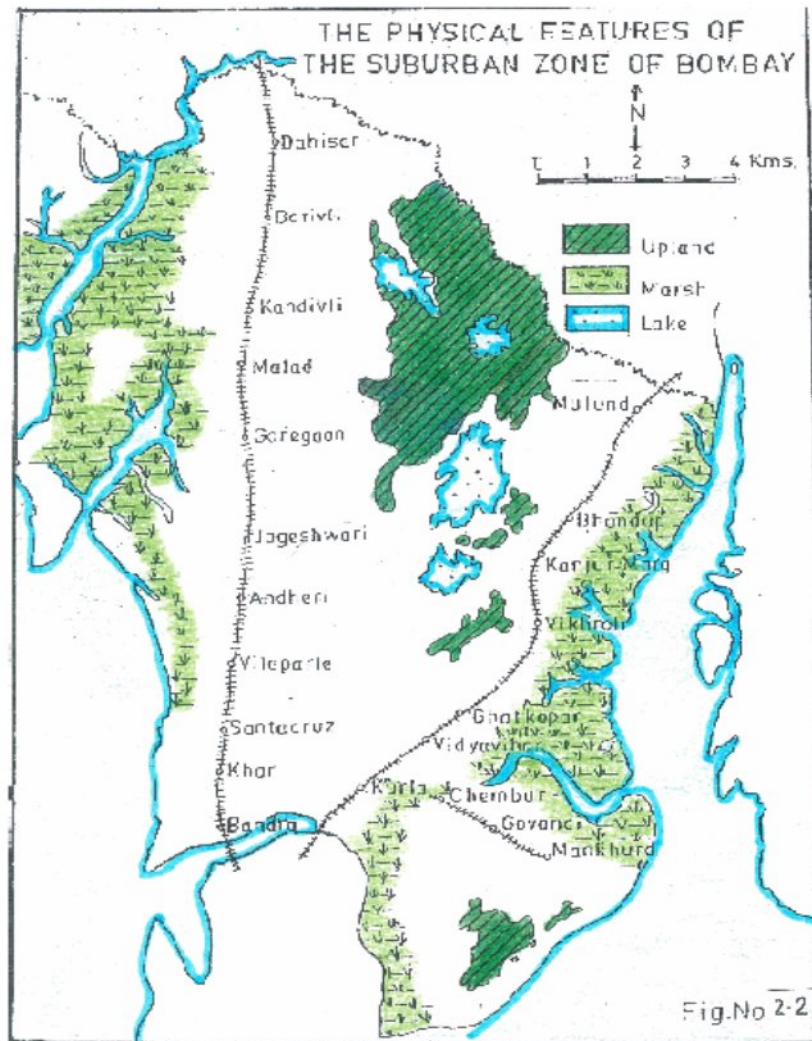 THE PHYSICAL FEATURES OF
THE SUBURBAN ZONE OF BOMBAY
N
1 2 3 4 Kms.
Upland
Marsh
Lake
Dahiser
Borivli
Kandivli
Malad
Goregaon
Jogeshwari
Andheri
Vileparle
Santacruz
Khar
Bandra
Mulund
Bhandup
Kanjur Marg
Vikhroli
Ghatkopar
Vidyavihar
Kurla
Chembur
Govandi
Mankhurd
Fig.No 2-2